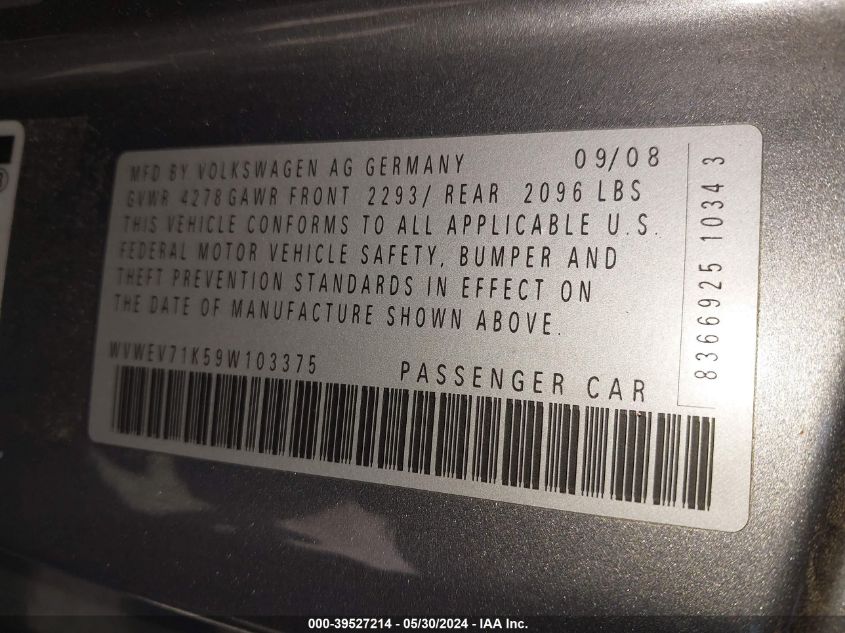 MFD BY VOLKSWAGEN AG GERMANY 09/08
GVWR 4278 GAWR FRONT 2293/ REAR 2096 LBS
THIS VEHICLE CONFORMS TO ALL APPLICABLE U.S.
FEDERAL MOTOR VEHICLE SAFETY, BUMPER AND
THEFT PREVENTION STANDARDS IN EFFECT ON
THE DATE OF MANUFACTURE SHOWN ABOVE.
WVWEV71K59W103375 PASSENGER CAR
8366925 1034 3
000-39527214 - 05/30/2024 - IAA Inc.